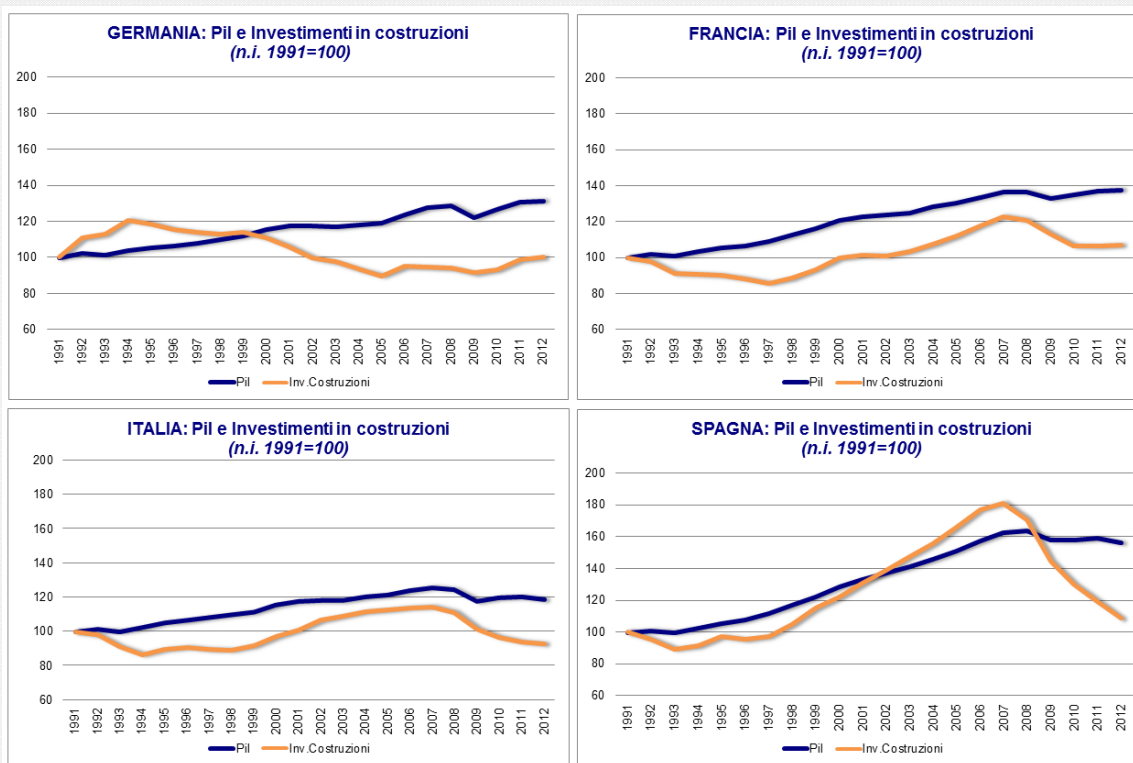 GERMANIA: Pil e Investimenti in costruzioni
(n.i. 1991=100)
200
180
160
140
120
100
80
60
1991 1992 1993 1994 1995 1996 1997 1998 1999 2000 2001 2002 2003 2004 2005 2006 2007 2008 2009 2010 2011 2012
Pil Inv.Costruzioni
FRANCIA: Pil e Investimenti in costruzioni
(n.i. 1991=100)
200
180
160
140
120
100
80
60
1991 1992 1993 1994 1995 1996 1997 1998 1999 2000 2001 2002 2003 2004 2005 2006 2007 2008 2009 2010 2011 2012
Pil Inv.Costruzioni
ITALIA: Pil e Investimenti in costruzioni
(n.i. 1991=100)
200
180
160
140
120
100
80
60
1991 1992 1993 1994 1995 1996 1997 1998 1999 2000 2001 2002 2003 2004 2005 2006 2007 2008 2009 2010 2011 2012
Pil Inv.Costruzioni
SPAGNA: Pil e Investimenti in costruzioni
(n.i. 1991=100)
200
180
160
140
120
100
80
60
1991 1992 1993 1994 1995 1996 1997 1998 1999 2000 2001 2002 2003 2004 2005 2006 2007 2008 2009 2010 2011 2012
Pil Inv.Costruzioni